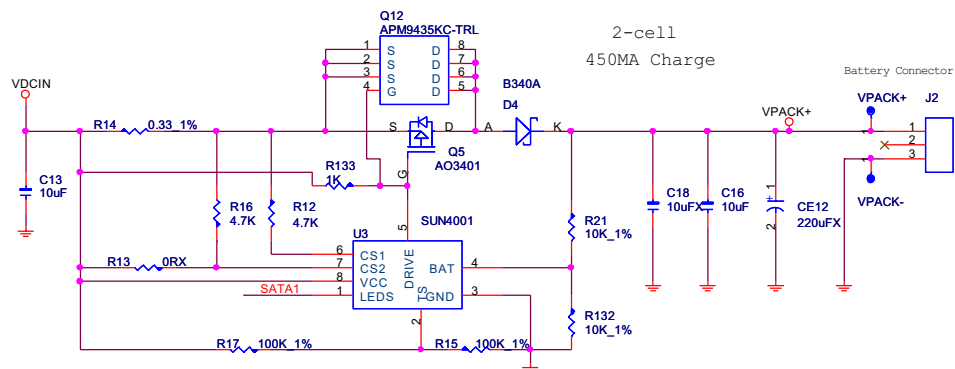 Q12
APM9435KC-TRL
2-cell
450MA Charge
1 S D 8
2 S D 7
3 S D 6
4 G D 5
Battery Connector
VDCIN
B340A
D4
VPACK+
VPACK+
J2
R14 0.33_1%
S D A K
1 1
2
3
Q5
AO3401
G
R133
1K
1
VPACK-
C13
10uF
R16
4.7K
R12
4.7K
SUN4001
U3
5
R21
10K_1%
C18
10uFX
C16
10uF
1
+
CE12
220uFX
2
R13 0RX
6 CS1
7 CS2
8 VCC
1 LEDS
DRIVE
BAT 4
TS
GND 3
SATA1
2
R132
10K_1%
R17 100K_1%
R15 100K_1%